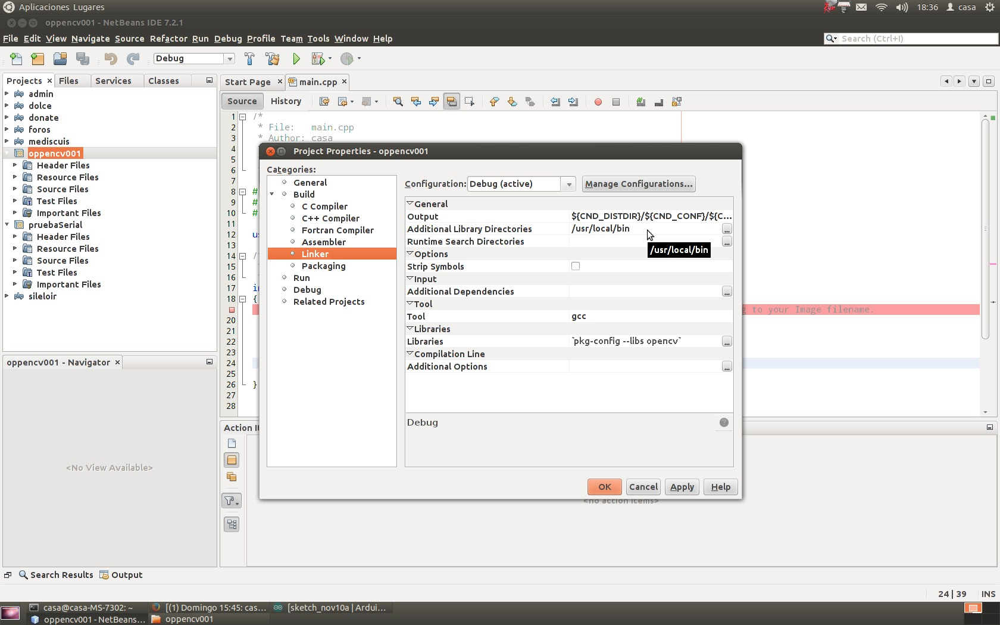 Aplicaciones Lugares
18:36 casa
oppencv001 - NetBeans IDE 7.2.1
File Edit View Navigate Source Refactor Run Debug Profile Team Tools Window Help
Search (Ctrl+I)
Debug
Projects Files Services Classes
Start Page main.cpp
Source History
admin
dolce
donate
foros
mediscuis
oppencv001
Header Files
Resource Files
Source Files
Test Files
Important Files
pruebaSerial
Header Files
Resource Files
Source Files
Test Files
Important Files
sileloir
1 /*
2 * File: main.cpp
3 * Author: casa
4
5
6
7
8 #
9 #
10 #
11
12
13
14 /
15
16
17
18 {
to your Image filename.
20
21
22
23
24
25
26 }
27
28
Project Properties - oppencv001
Categories:
General
Build
C Compiler
C++ Compiler
Fortran Compiler
Assembler
Linker
Packaging
Run
Debug
Related Projects
Configuration: Debug (active) Manage Configurations...
General
Output ${CND_DISTDIR}/${CND_CONF}/${C...
Additional Library Directories /usr/local/bin ...
Runtime Search Directories ...
/usr/local/bin
Options
Strip Symbols
Input
Additional Dependencies ...
Tool
Tool gcc
Libraries
Libraries `pkg-config --libs opencv` ...
Compilation Line
Additional Options ...
Debug
?
OK Cancel Apply Help
oppencv001 - Navigator
<No View Available>
Action
<no action items>
Search Results Output
24 | 39 INS
casa@casa-MS-7302: ~
[(1) Domingo 15:45: cas...
[sketch_nov10a | Ardui...
oppencv001 - NetBeans...
oppencv001